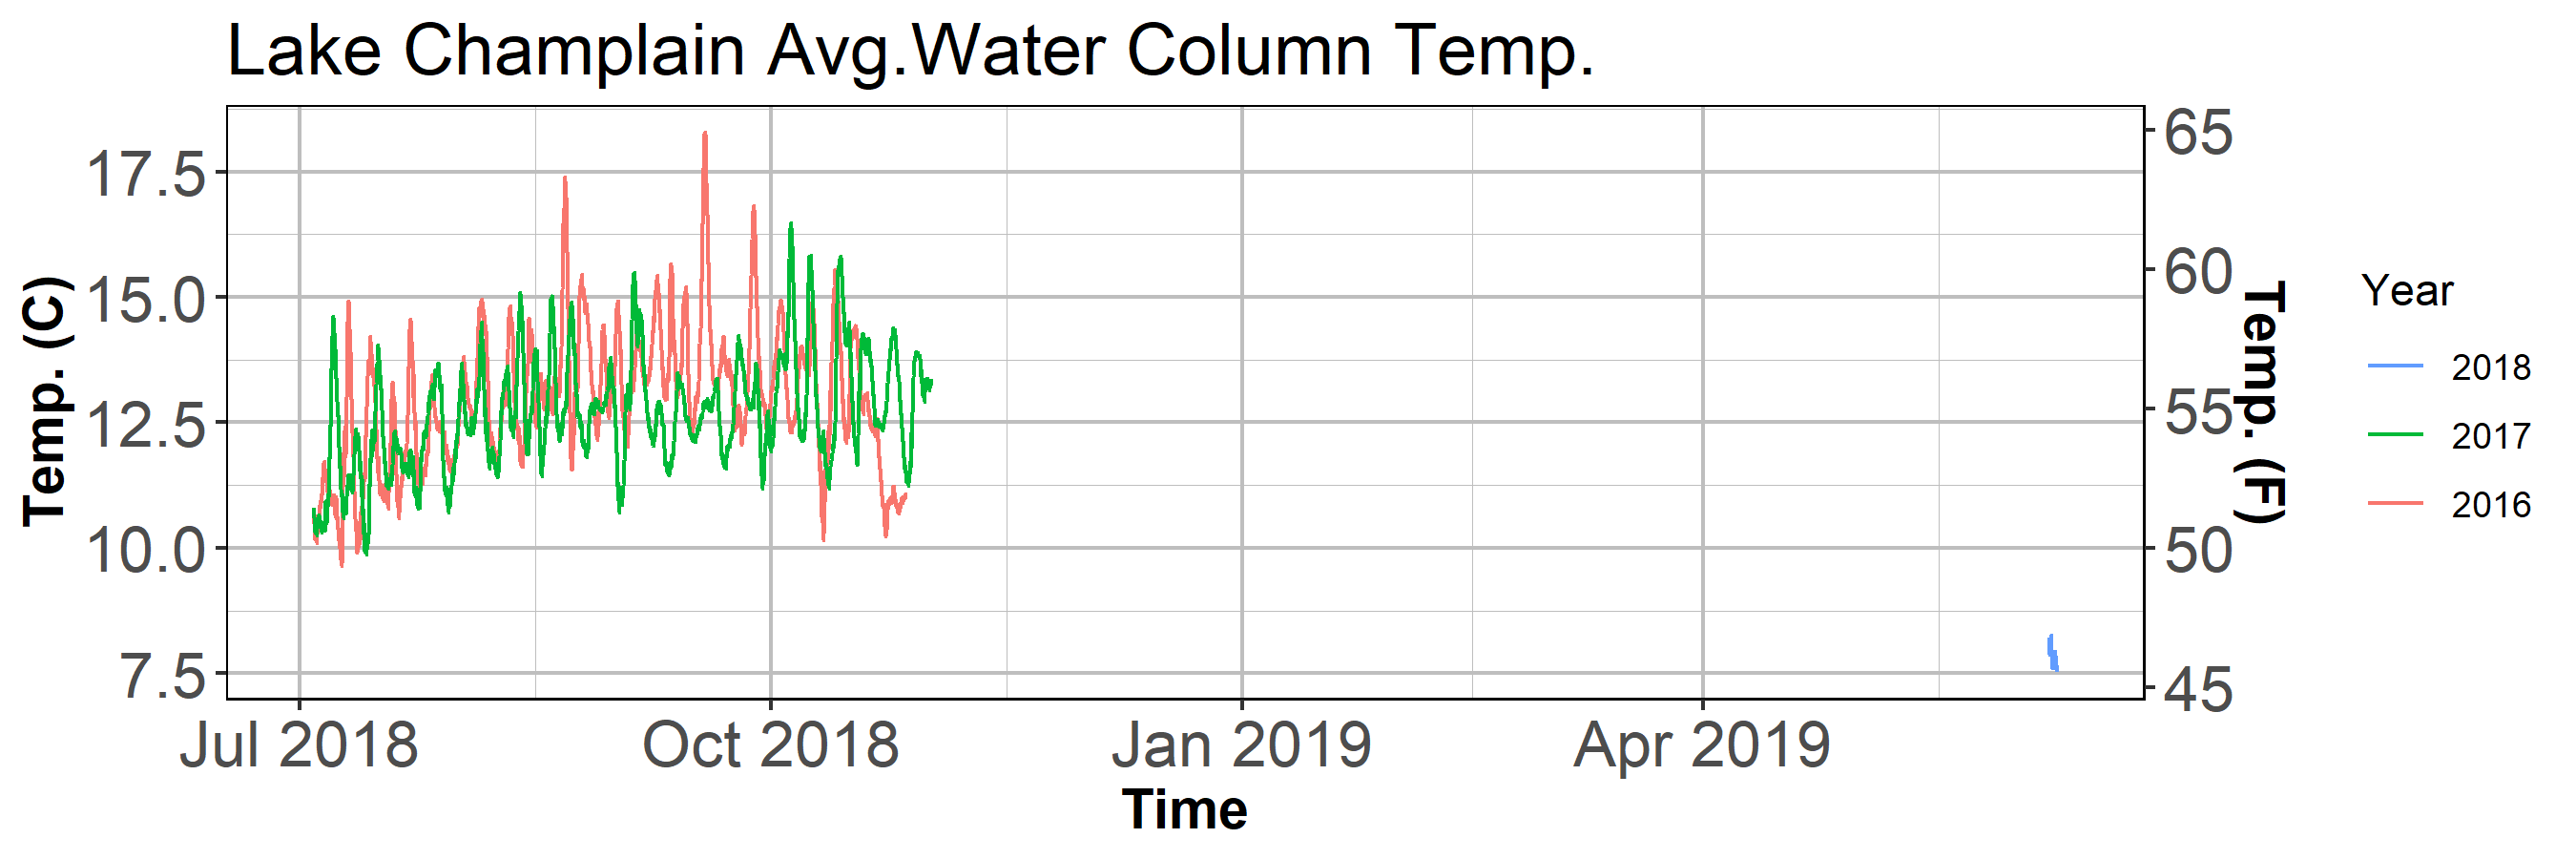 Lake Champlain Avg.Water Column Temp.
Temp. (C)
17.5
15.0
12.5
10.0
7.5
65
60
55
50
45
Temp. (F)
Jul 2018
Oct 2018
Jan 2019
Apr 2019
Time
Year
2018
2017
2016